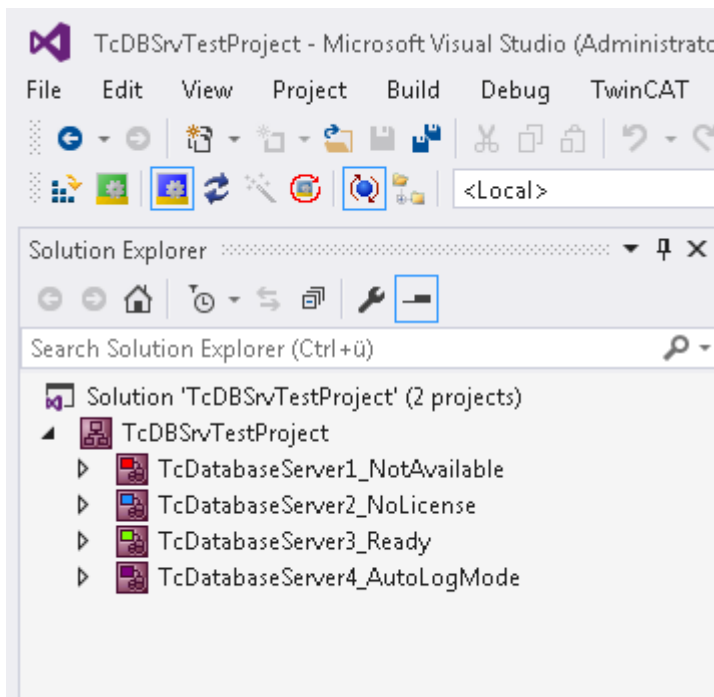 TcDBSrvTestProject - Microsoft Visual Studio (Administrato
File Edit View Project Build Debug TwinCAT
<Local>
Solution Explorer
Search Solution Explorer (Ctrl+ü)
Solution 'TcDBSrvTestProject' (2 projects)
TcDBSrvTestProject
TcDatabaseServer1_NotAvailable
TcDatabaseServer2_NoLicense
TcDatabaseServer3_Ready
TcDatabaseServer4_AutoLogMode